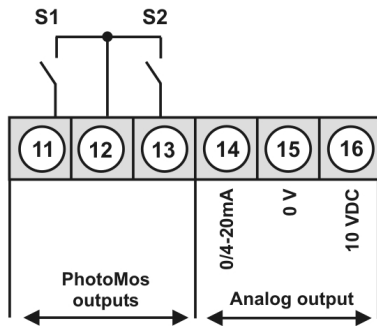 S1 S2
11 12 13 14 15 16
0/4-20mA
0 V
10 VDC
PhotoMos
outputs
Analog output